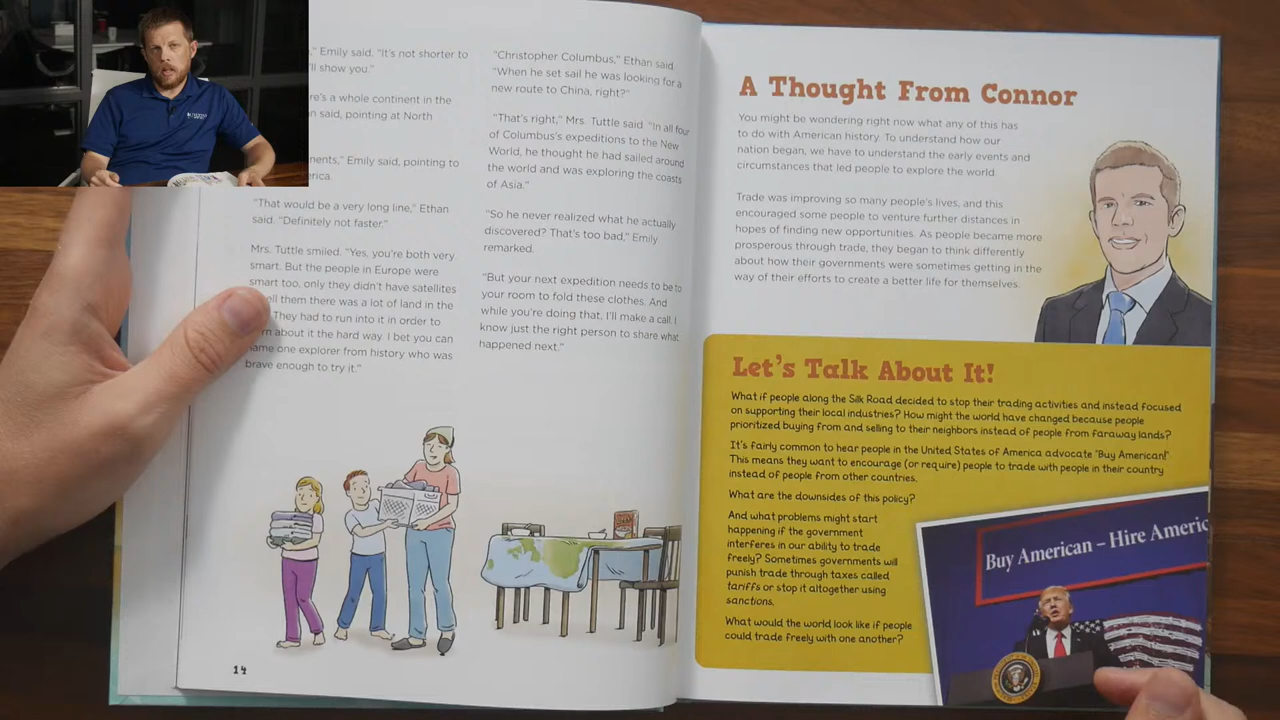 ," Emily said. "It's not shorter to
'll show you."
re's a whole continent in the
n said, pointing at North
nents," Emily said, pointing to
erica.
"That would be a very long line," Ethan
said. "Definitely not faster."
Mrs. Tuttle smiled. "Yes, you're both very
smart. But the people in Europe were
smart too, only they didn't have satellites
ell them there was a lot of land in the
They had to run into it in order to
rn about it the hard way. I bet you can
ame one explorer from history who was
brave enough to try it."
14
"Christopher Columbus," Ethan said.
"When he set sail he was looking for a
new route to China, right?"
"That's right," Mrs. Tuttle said. "In all four
of Columbus's expeditions to the New
World, he thought he had sailed around
the world and was exploring the coasts
of Asia."
"So he never realized what he actually
discovered? That's too bad," Emily
remarked.
"But your next expedition needs to be to
your room to fold these clothes. And
while you're doing that, I'll make a call. I
know just the right person to share what
happened next."
A Thought From Connor
You might be wondering right now what any of this has
to do with American history. To understand how our
nation began, we have to understand the early events and
circumstances that led people to explore the world.
Trade was improving so many people's lives, and this
encouraged some people to venture further distances in
hopes of finding new opportunities. As people became more
prosperous through trade, they began to think differently
about how their governments were sometimes getting in the
way of their efforts to create a better life for themselves.
Let's Talk About It!
What if people along the Silk Road decided to stop their trading activities and instead focused
on supporting their local industries? How might the world have changed because people
prioritized buying from and selling to their neighbors instead of people from faraway lands?
It's fairly common to hear people in the United States of America advocate "Buy American!"
This means they want to encourage (or require) people to trade with people in their country
instead of people from other countries.
What are the downsides of this policy?
And what problems might start
happening if the government
interferes in our ability to trade
freely? Sometimes governments will
punish trade through taxes called
tariffs or stop it altogether using
sanctions.
What would the world look like if people
could trade freely with one another?
Buy American – Hire Americ